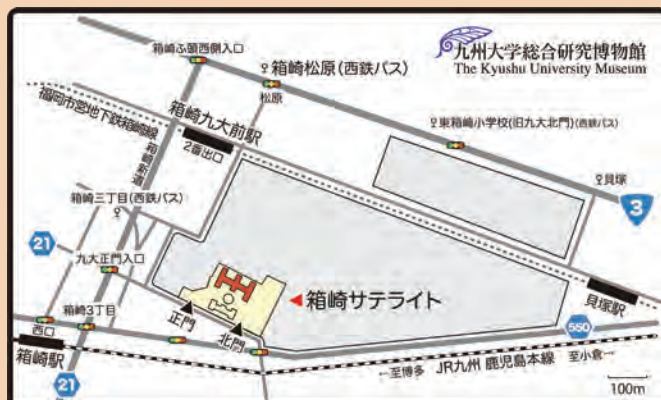 箱崎ふ頭西側入口
九州大学総合研究博物館
The Kyushu University Museum
箱崎松原(西鉄バス)
松原
福岡市営地下鉄箱崎線
箱崎新道
箱崎九大前駅
2番出口
東箱崎小学校(旧九大北門)(西鉄バス)
貝塚
3
箱崎三丁目(西鉄バス)
21
九大正門入口
箱崎サテライト
貝塚駅
箱崎3丁目
正門
北門
550
西口
箱崎駅
21
←至博多 JR九州 鹿児島本線 至小倉→
100m